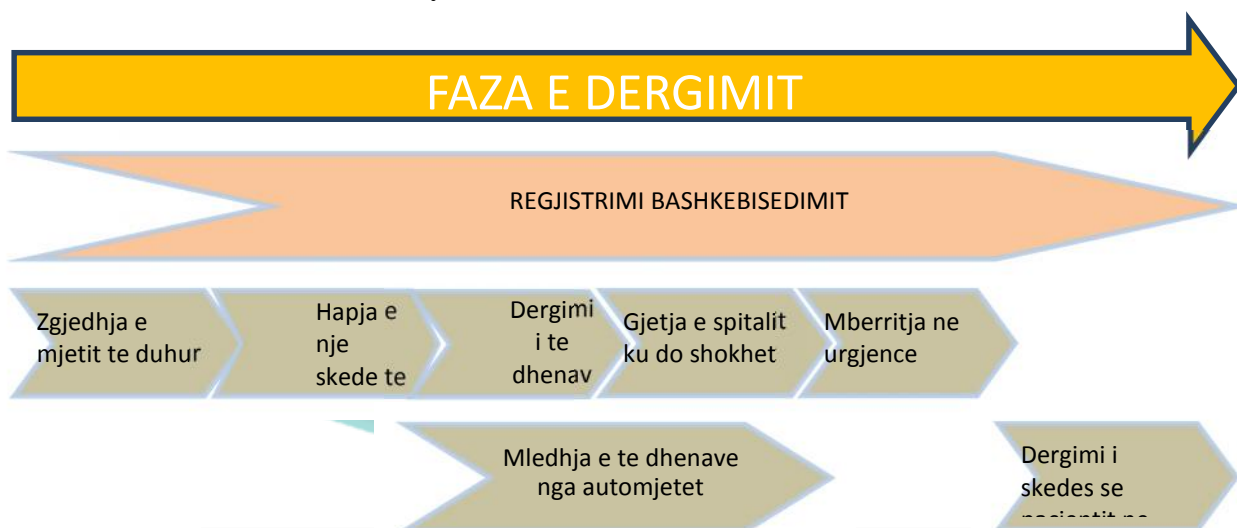 FAZA E DERGIMIT
REGJISTRIMI BASHKEBISEDIMIT
Zgjedhja e
mjetit te duhur
Hapja e
nje
skede te
Dergimi
i te
dhenav
Gjetja e spitalit
ku do shokhet
Mberritja ne
urgjence
Mledhja e te dhenave
nga automjetet
Dergimi i
skedes se